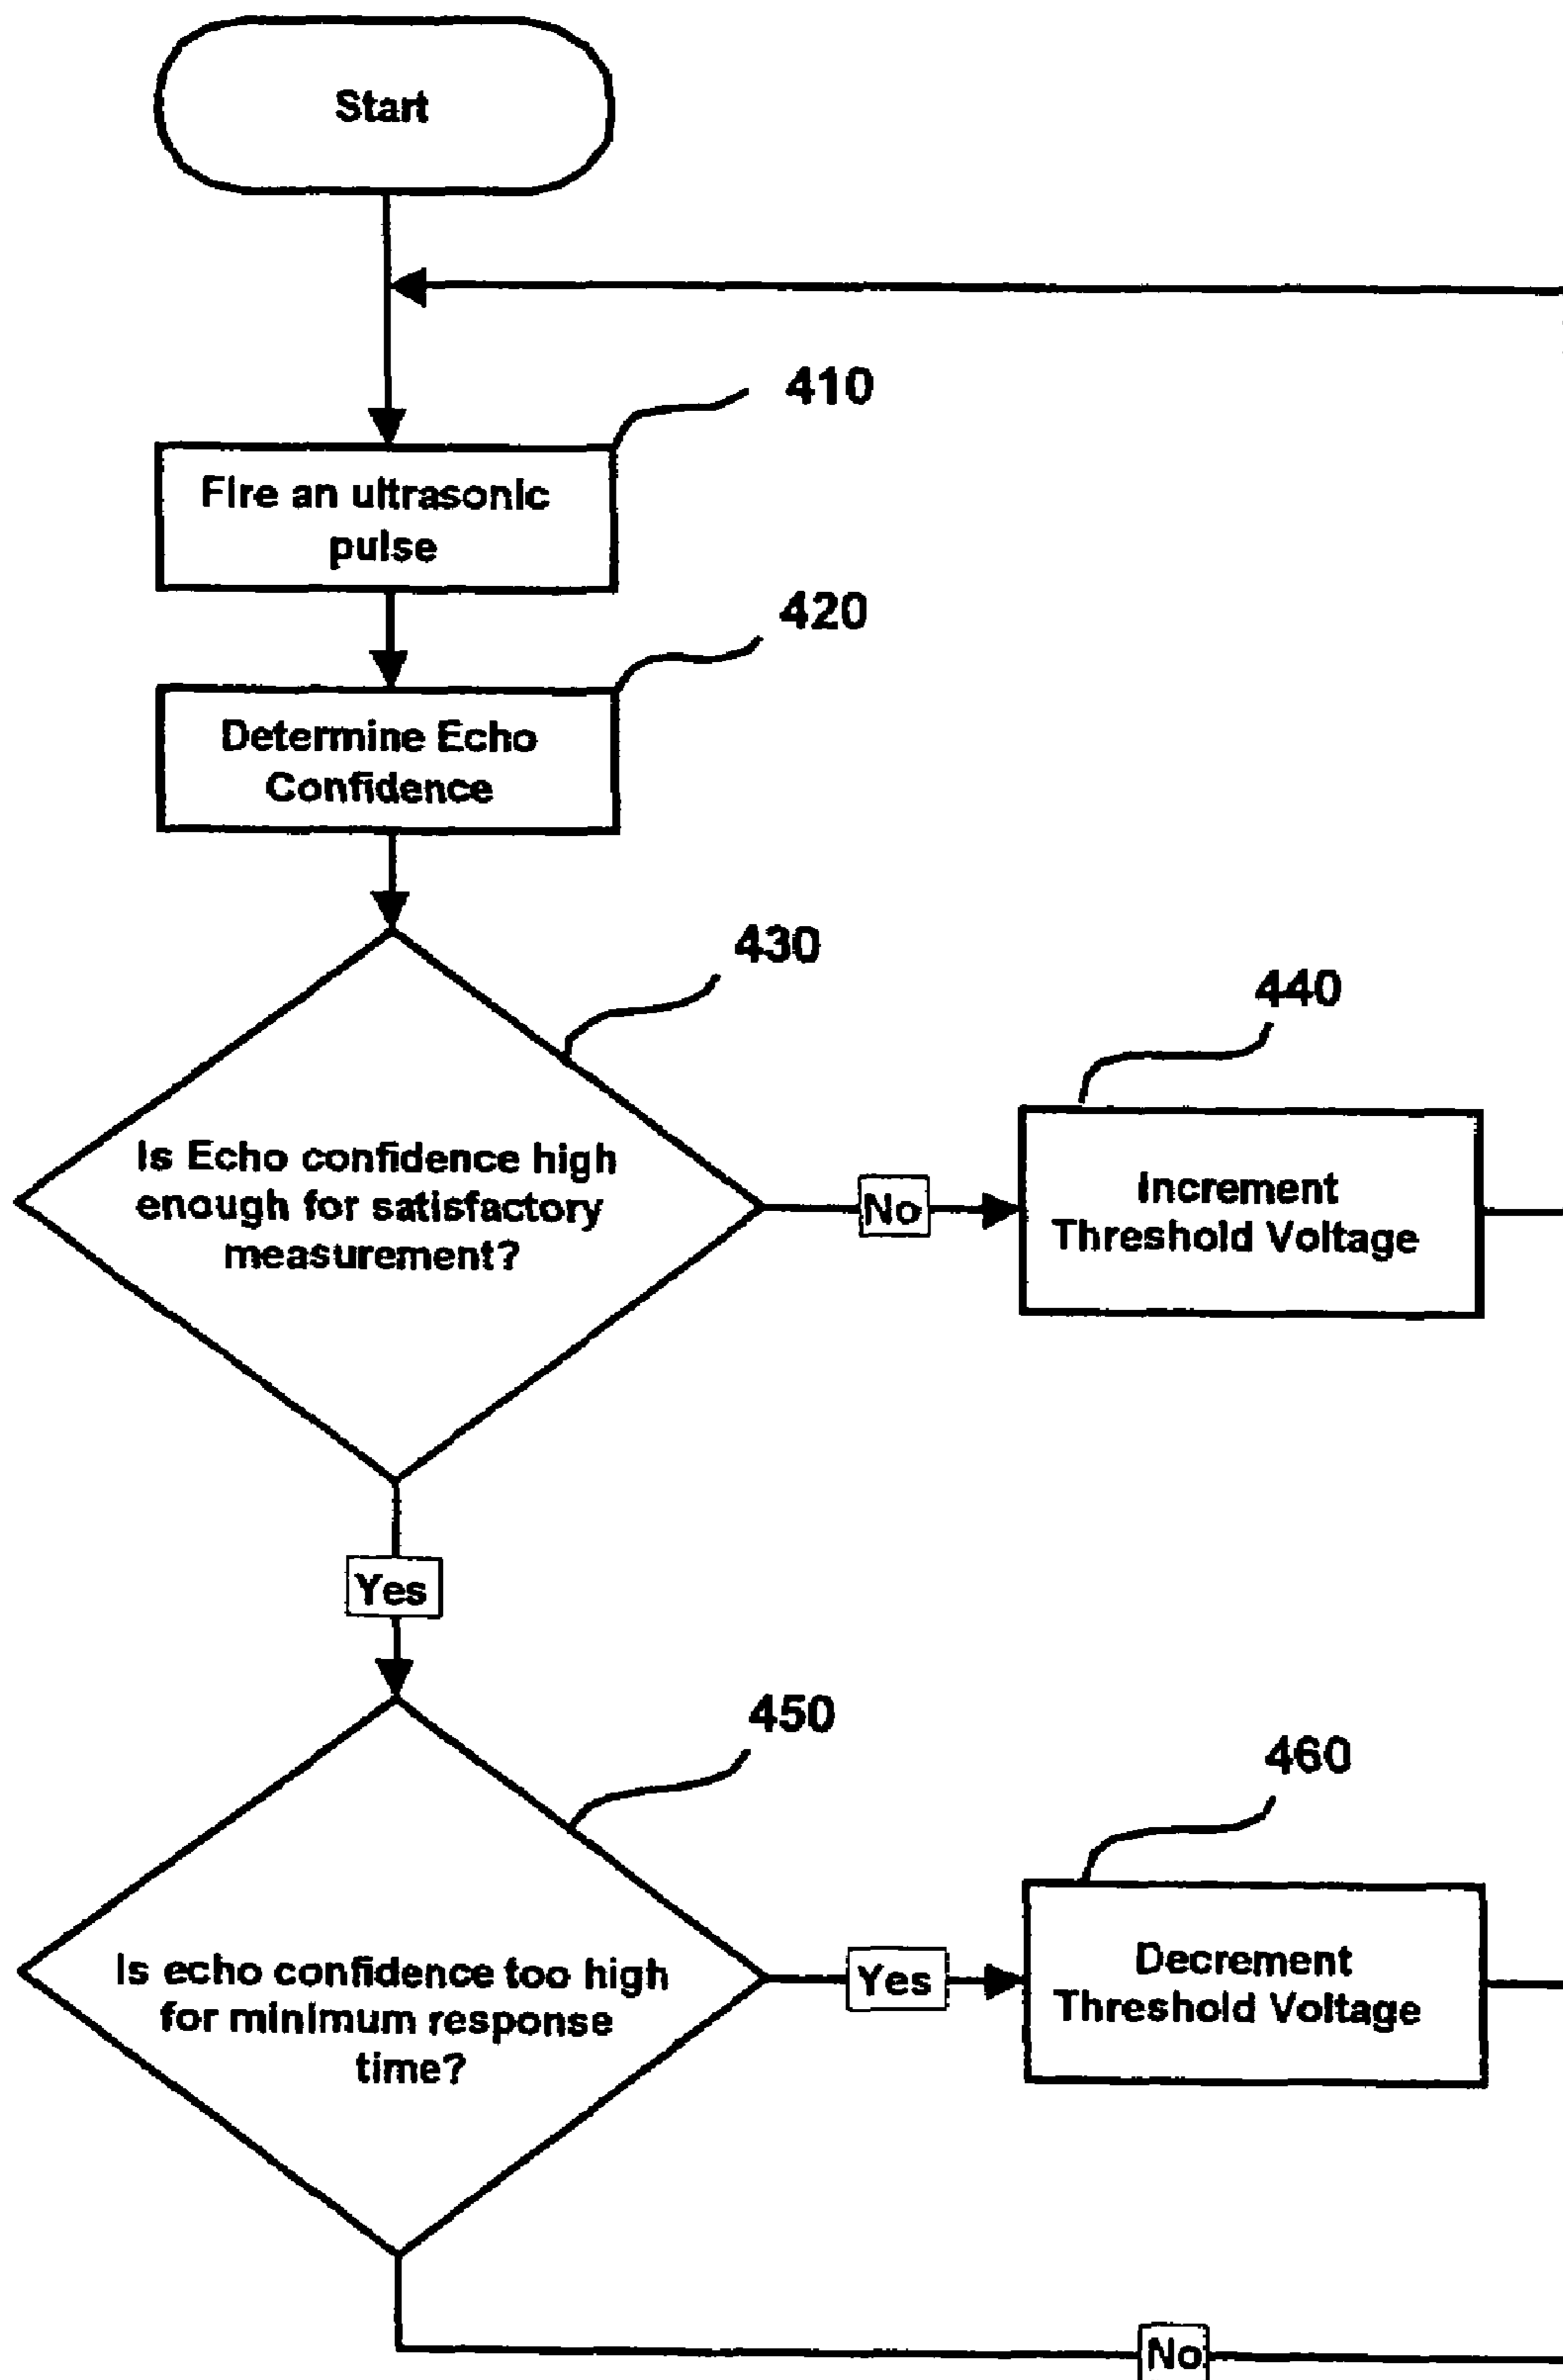 Start
410
Fire an ultrasonic
pulse
420
Determine Echo
Confidence
430
440
Is Echo confidence high
enough for satisfactory
measurement?
No
Increment
Threshold Voltage
Yes
450
460
Is echo confidence too high
for minimum response
time?
Yes
Decrement
Threshold Voltage
No